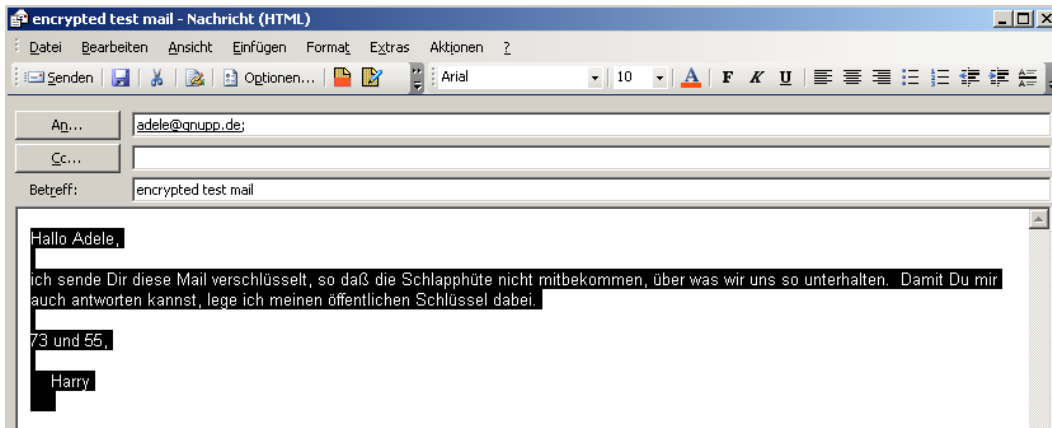 encrypted test mail - Nachricht (HTML)
Datei Bearbeiten Ansicht Einfügen Format Extras Aktionen ?
Senden Optionen... Arial 10 A F K U
An... adele@gnupp.de;
Cc...
Betreff: encrypted test mail
Hallo Adele,
ich sende Dir diese Mail verschlüsselt, so daß die Schlapphüte nicht mitbekommen, über was wir uns so unterhalten. Damit Du mir
auch antworten kannst, lege ich meinen öffentlichen Schlüssel dabei.
73 und 55,
Harry